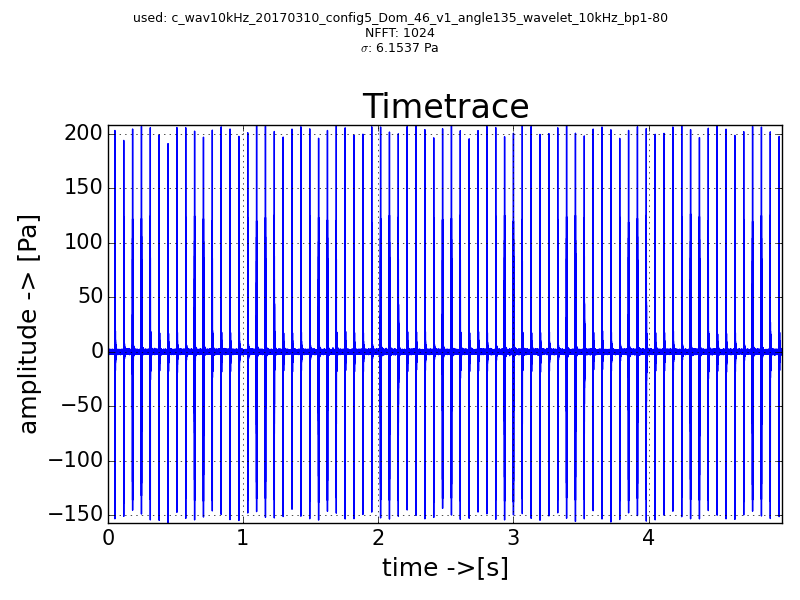 used: c_wav10kHz_20170310_config5_Dom_46_v1_angle135_wavelet_10kHz_bp1-80
NFFT: 1024
σ: 6.1537 Pa
Timetrace
200
150
100
50
0
−50
−100
−150
amplitude -> [Pa]
0 1 2 3 4
time ->[s]